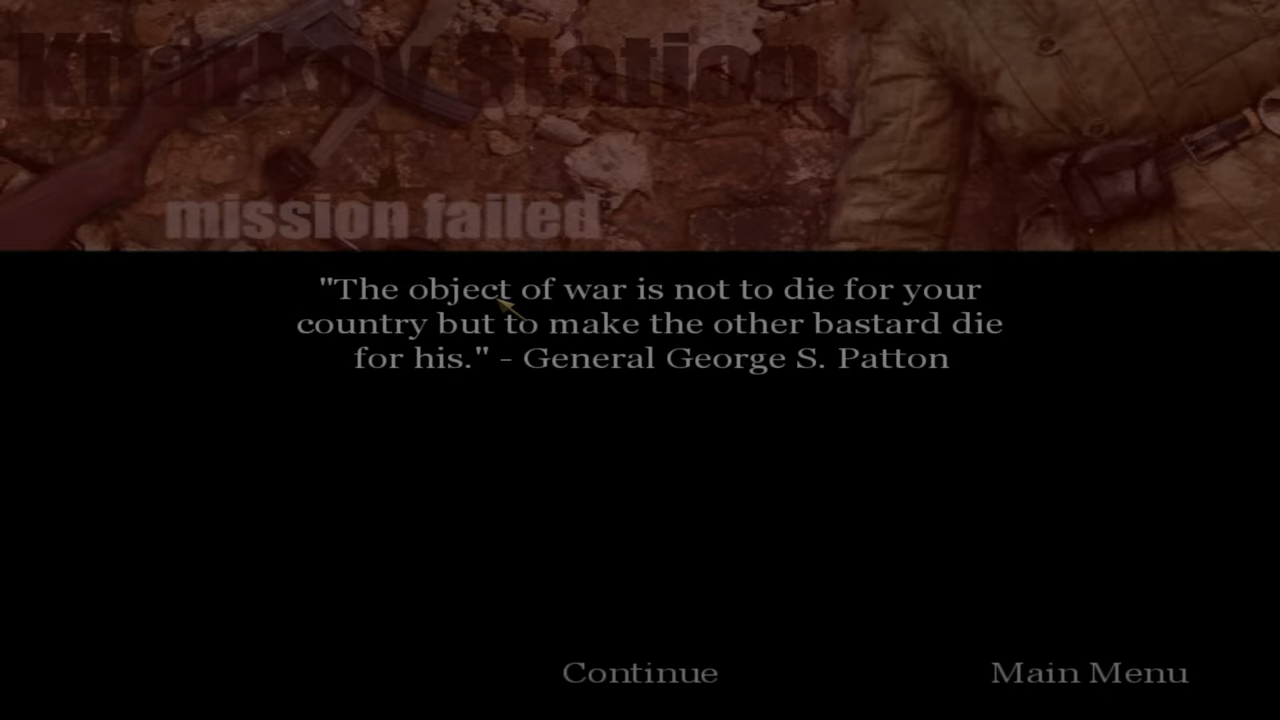 Kharkov Station
mission failed
"The object of war is not to die for your
country but to make the other bastard die
for his." - General George S. Patton
Continue
Main Menu